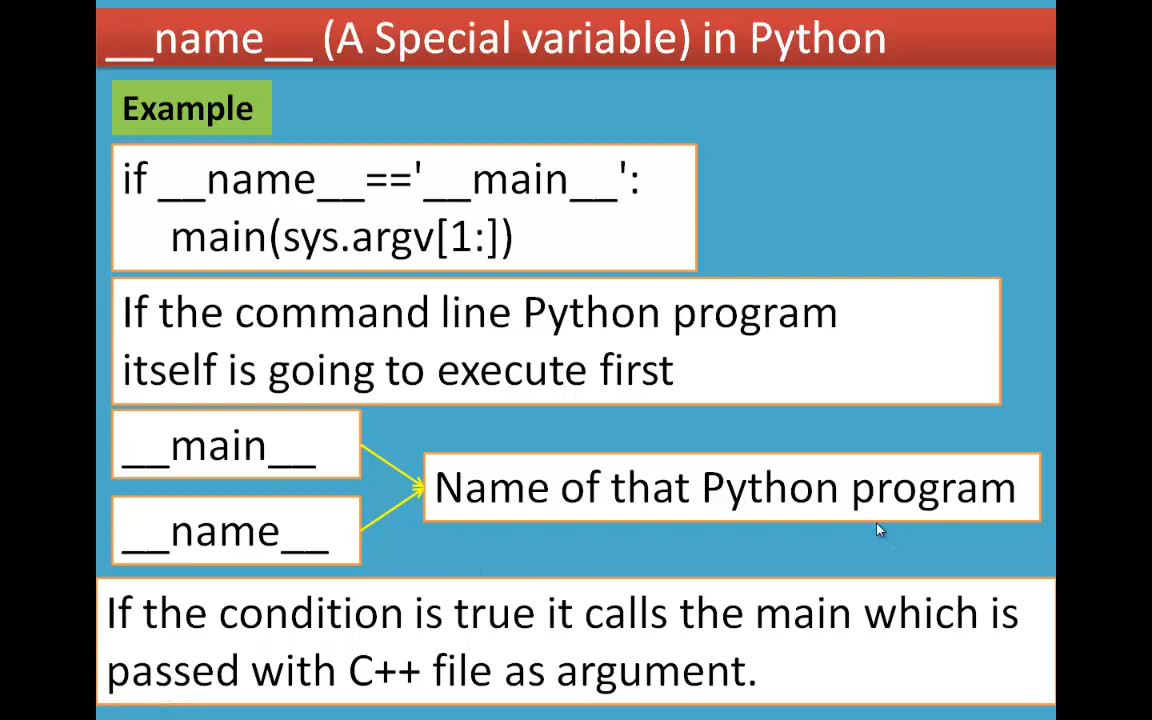 __name__ (A Special variable) in Python
Example
if __name__=='__main__':
main(sys.argv[1:])
If the command line Python program
itself is going to execute first
__main__
Name of that Python program
__name__
If the condition is true it calls the main which is
passed with C++ file as argument.